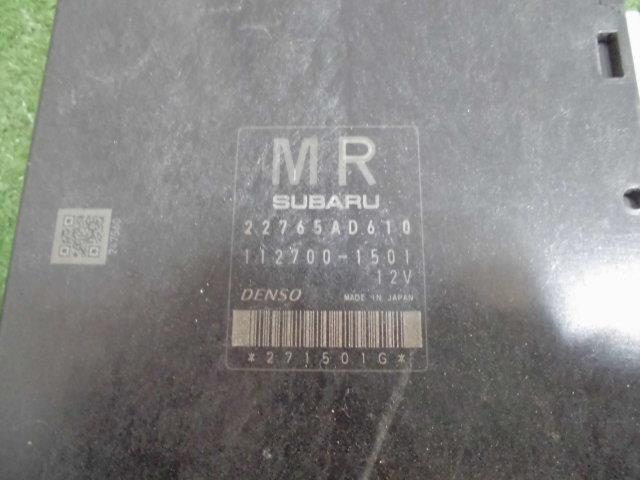 MR
SUBARU
22765AD610
112700-1501
12V
DENSO MADE IN JAPAN
*271501G*